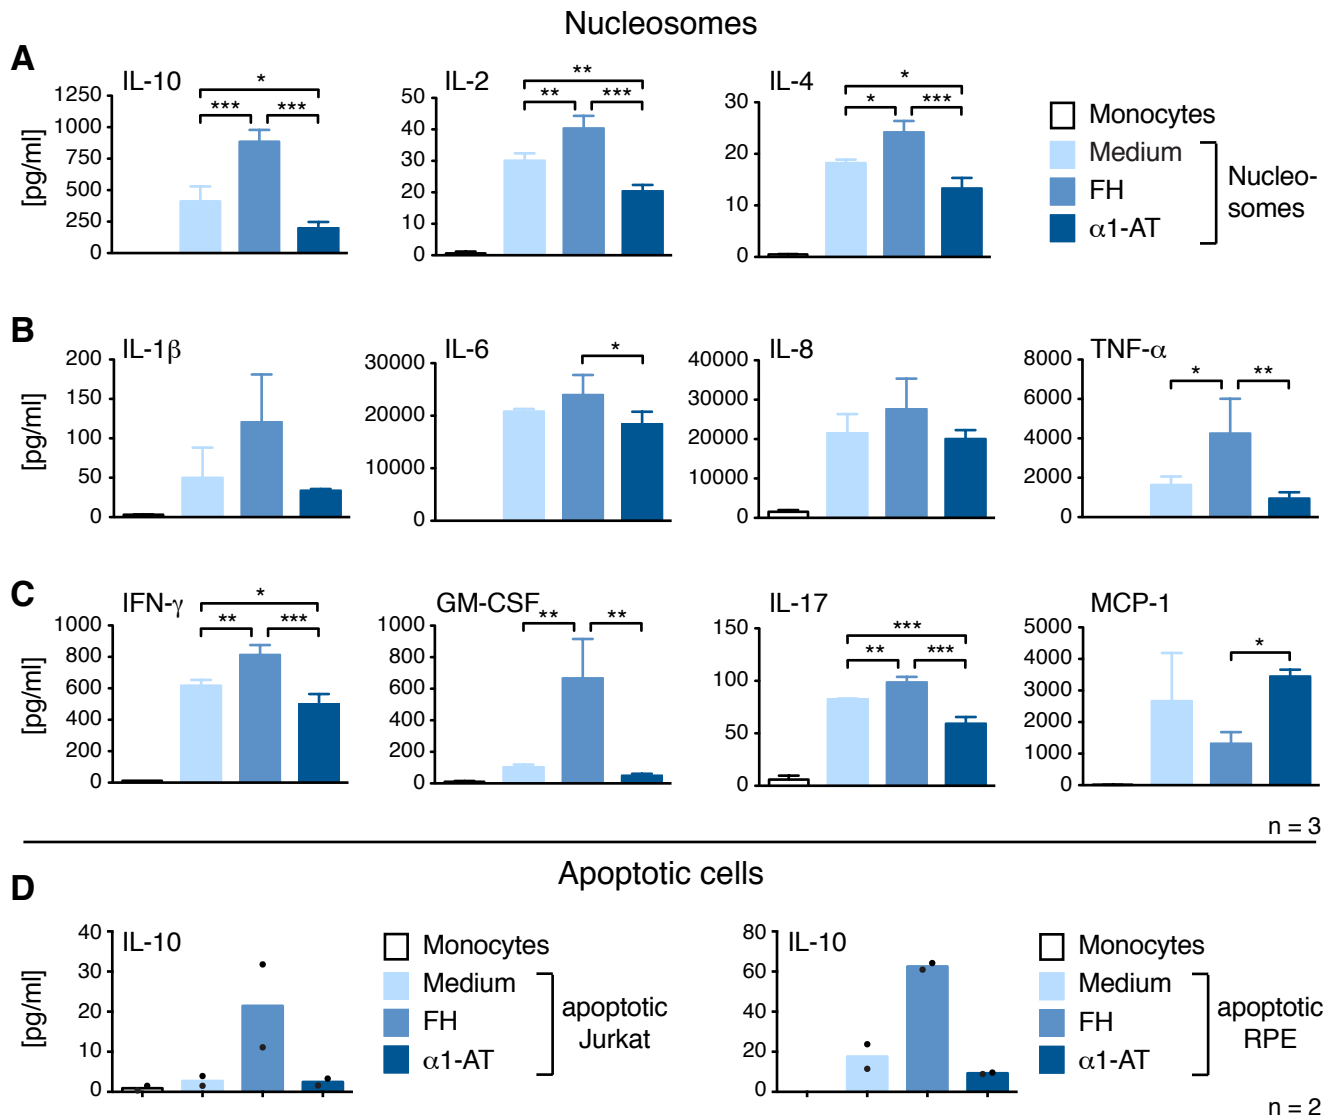 Nucleosomes
A
IL-10
[pg/ml]
1250
1000
750
500
250
0
*
*** ***
IL-2
50
40
30
20
10
0
**
** ***
IL-4
30
20
10
0
*
* ***
Monocytes
Medium
FH
α1-AT
Nucleo-
somes
B
IL-1β
[pg/ml]
200
150
100
50
0
IL-6
30000
20000
10000
0
*
IL-8
40000
30000
20000
10000
0
TNF-α
8000
6000
4000
2000
0
* **
C
IFN-γ
[pg/ml]
1000
800
600
400
200
0
*
** ***
GM-CSF
1000
800
600
400
200
0
** **
IL-17
150
100
50
0
***
** ***
MCP-1
5000
4000
3000
2000
1000
0
*
n = 3
Apoptotic cells
D
IL-10
[pg/ml]
40
30
20
10
0
Monocytes
Medium
FH
α1-AT
apoptotic
Jurkat
IL-10
80
60
40
20
0
Monocytes
Medium
FH
α1-AT
apoptotic
RPE
n = 2